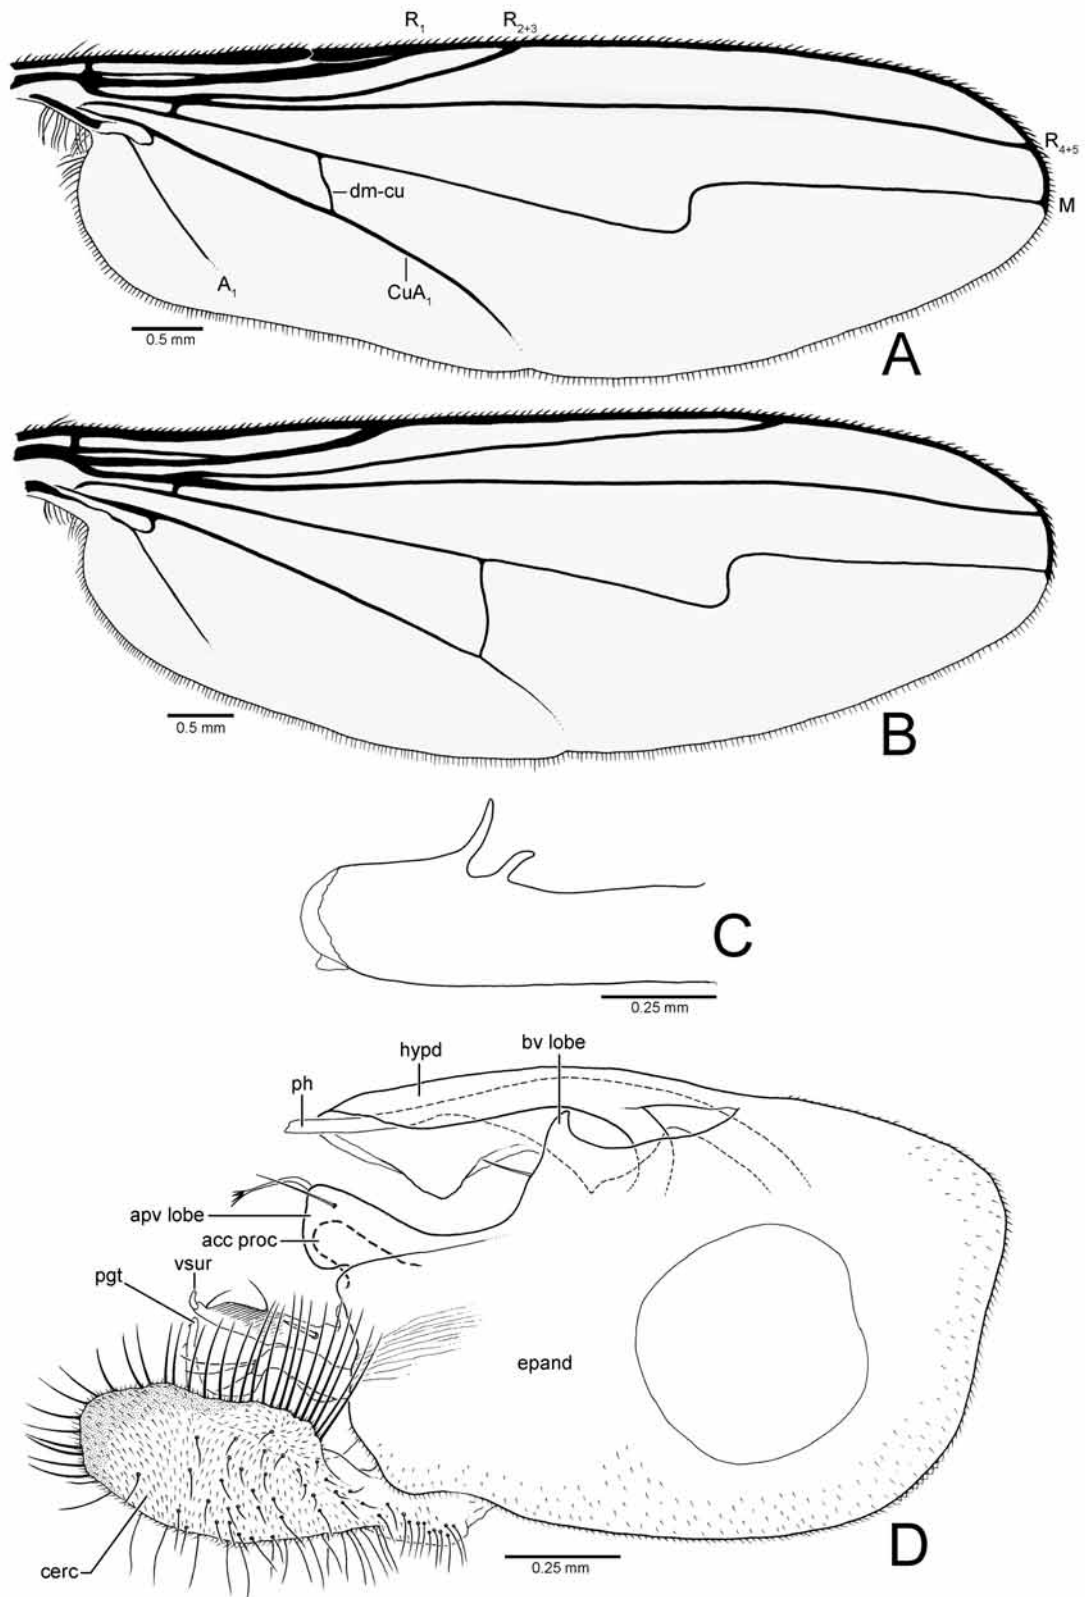 R1 R2+3
R4+5
dm-cu
M
A1
CuA1
0.5 mm
A
0.5 mm
B
C
0.25 mm
bv lobe
hypd
ph
apv lobe
acc proc
vsur
pgt
epand
D
0.25 mm
cerc